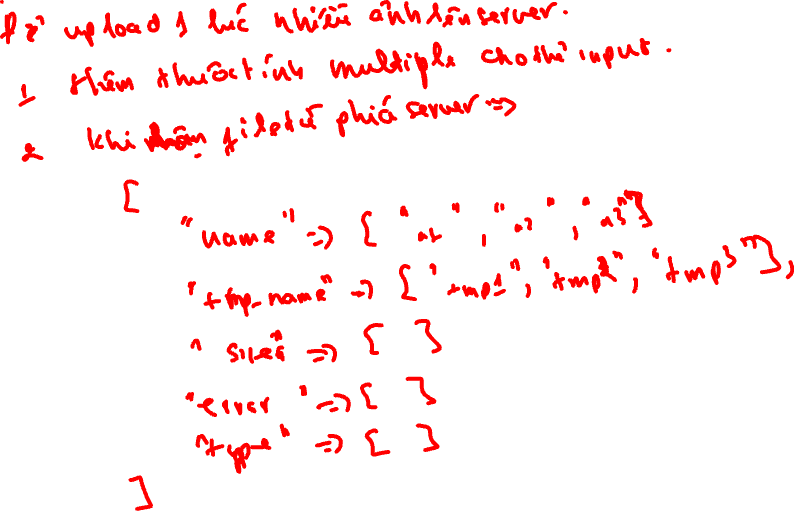 Để upload 1 lúc nhiều ảnh lên server.
1 thêm thuộc tính multiple cho thẻ input.
2 khi nhận file từ phía server =>
[
"name" => [ "a1", "a2", "a3"]
"tmp_name" => ["tmp1", "tmp2", "tmp3"],
" size" => [ ]
"error" => [ ]
"type" => [ ]
]